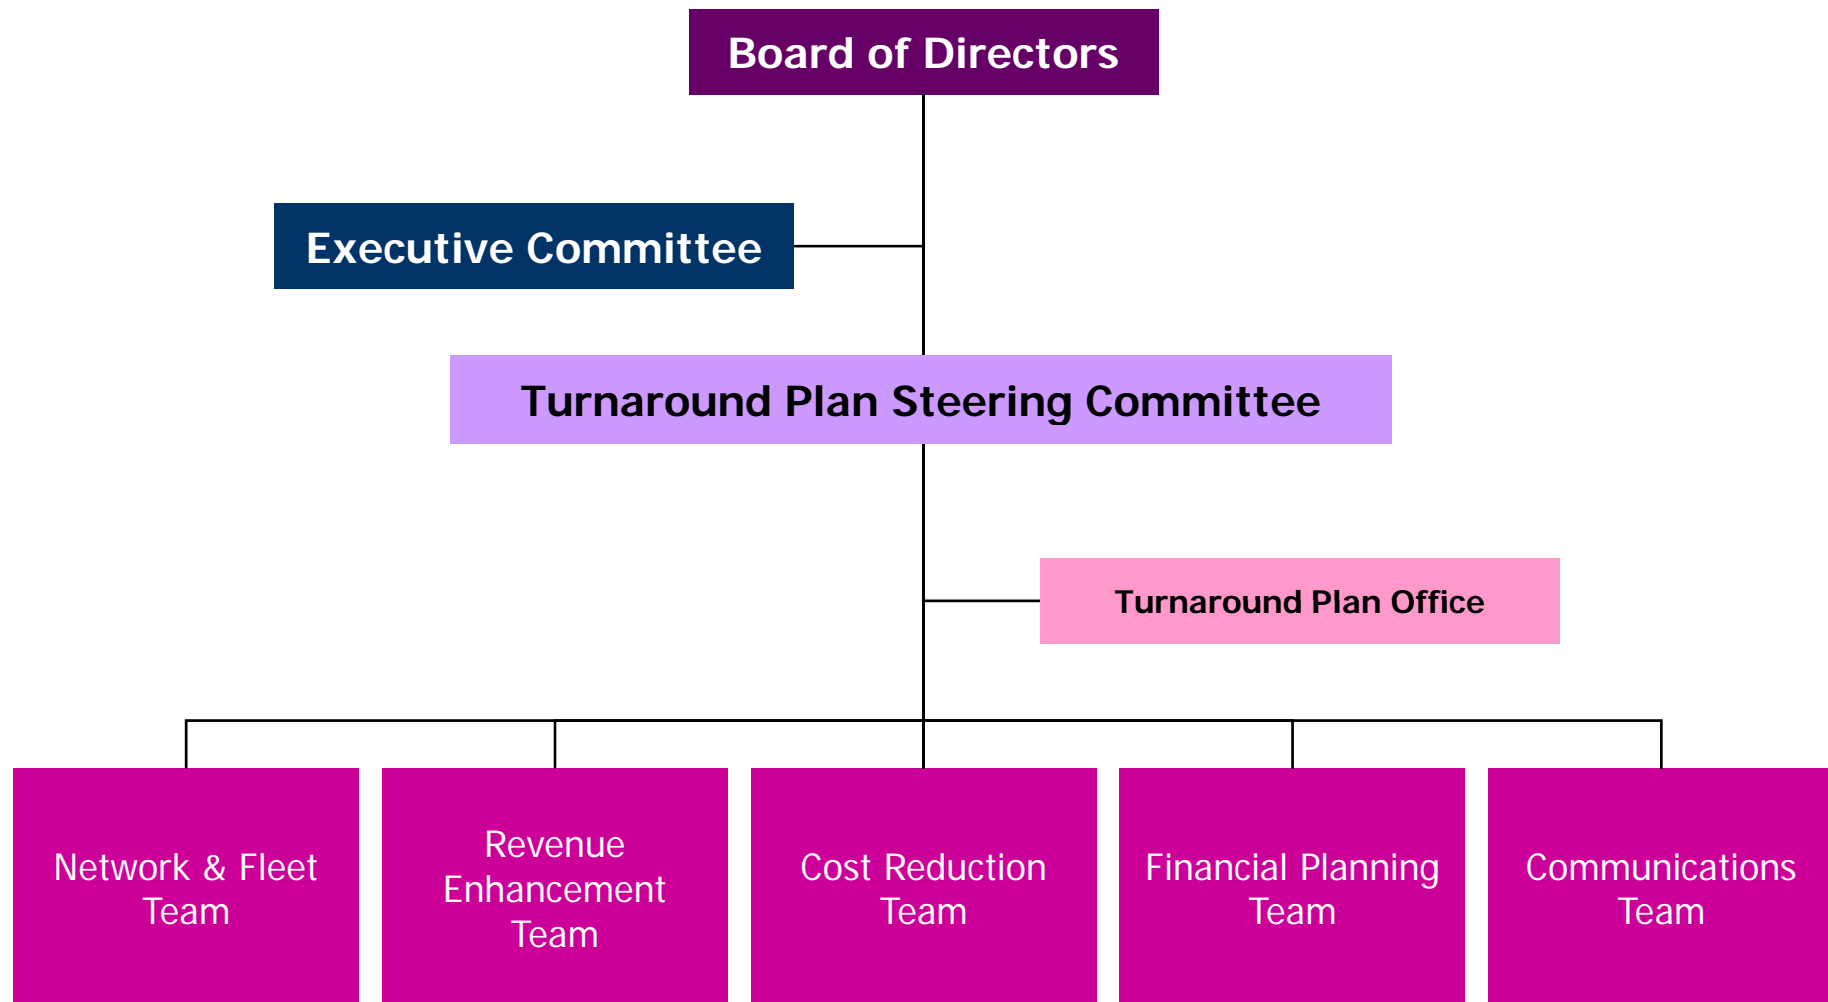 Board of Directors
Executive Committee
Turnaround Plan Steering Committee
Turnaround Plan Office
Network & Fleet
Team
Revenue
Enhancement
Team
Cost Reduction
Team
Financial Planning
Team
Communications
Team